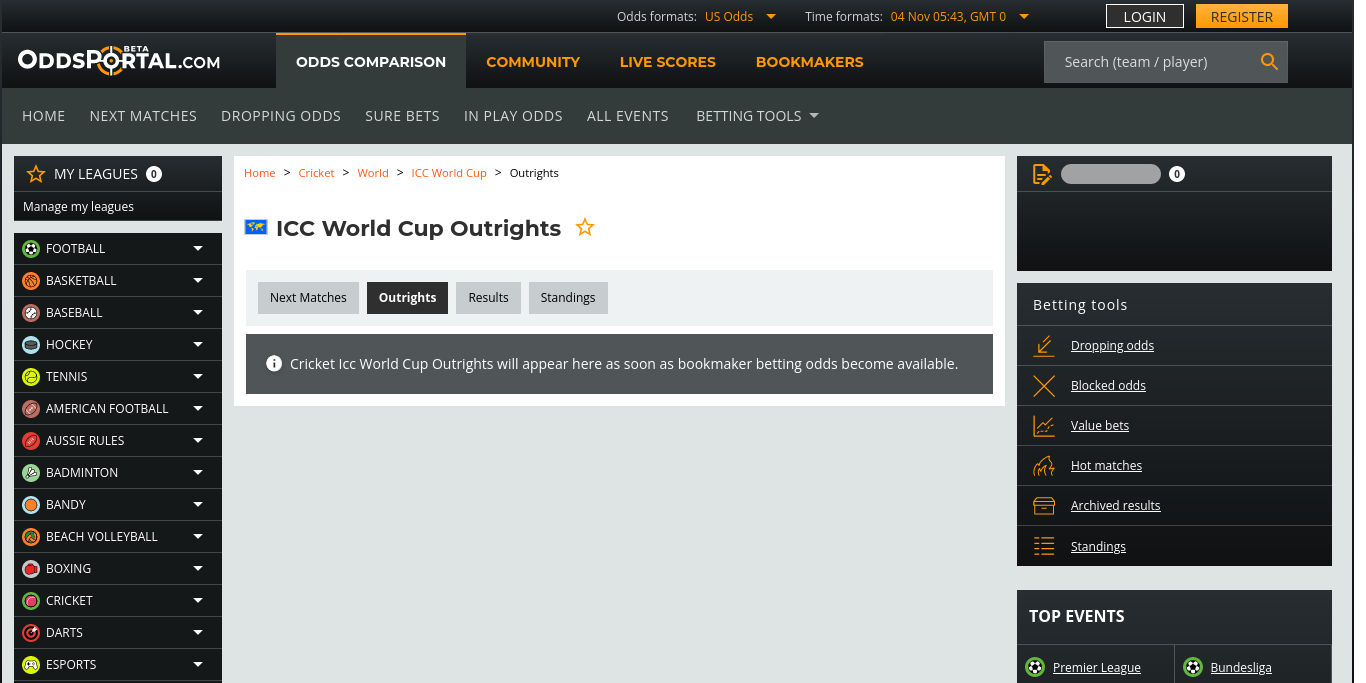 Odds formats: US Odds Time formats: 04 Nov 05:43, GMT 0 LOGIN REGISTER
ODDSPORTAL.COM BETA
ODDS COMPARISON COMMUNITY LIVE SCORES BOOKMAKERS Search (team / player)
HOME NEXT MATCHES DROPPING ODDS SURE BETS IN PLAY ODDS ALL EVENTS BETTING TOOLS
MY LEAGUES 0
Manage my leagues
FOOTBALL
BASKETBALL
BASEBALL
HOCKEY
TENNIS
AMERICAN FOOTBALL
AUSSIE RULES
BADMINTON
BANDY
BEACH VOLLEYBALL
BOXING
CRICKET
DARTS
ESPORTS
Home > Cricket > World > ICC World Cup > Outrights
ICC World Cup Outrights
Next Matches Outrights Results Standings
Cricket Icc World Cup Outrights will appear here as soon as bookmaker betting odds become available.
0
Betting tools
Dropping odds
Blocked odds
Value bets
Hot matches
Archived results
Standings
TOP EVENTS
Premier League Bundesliga